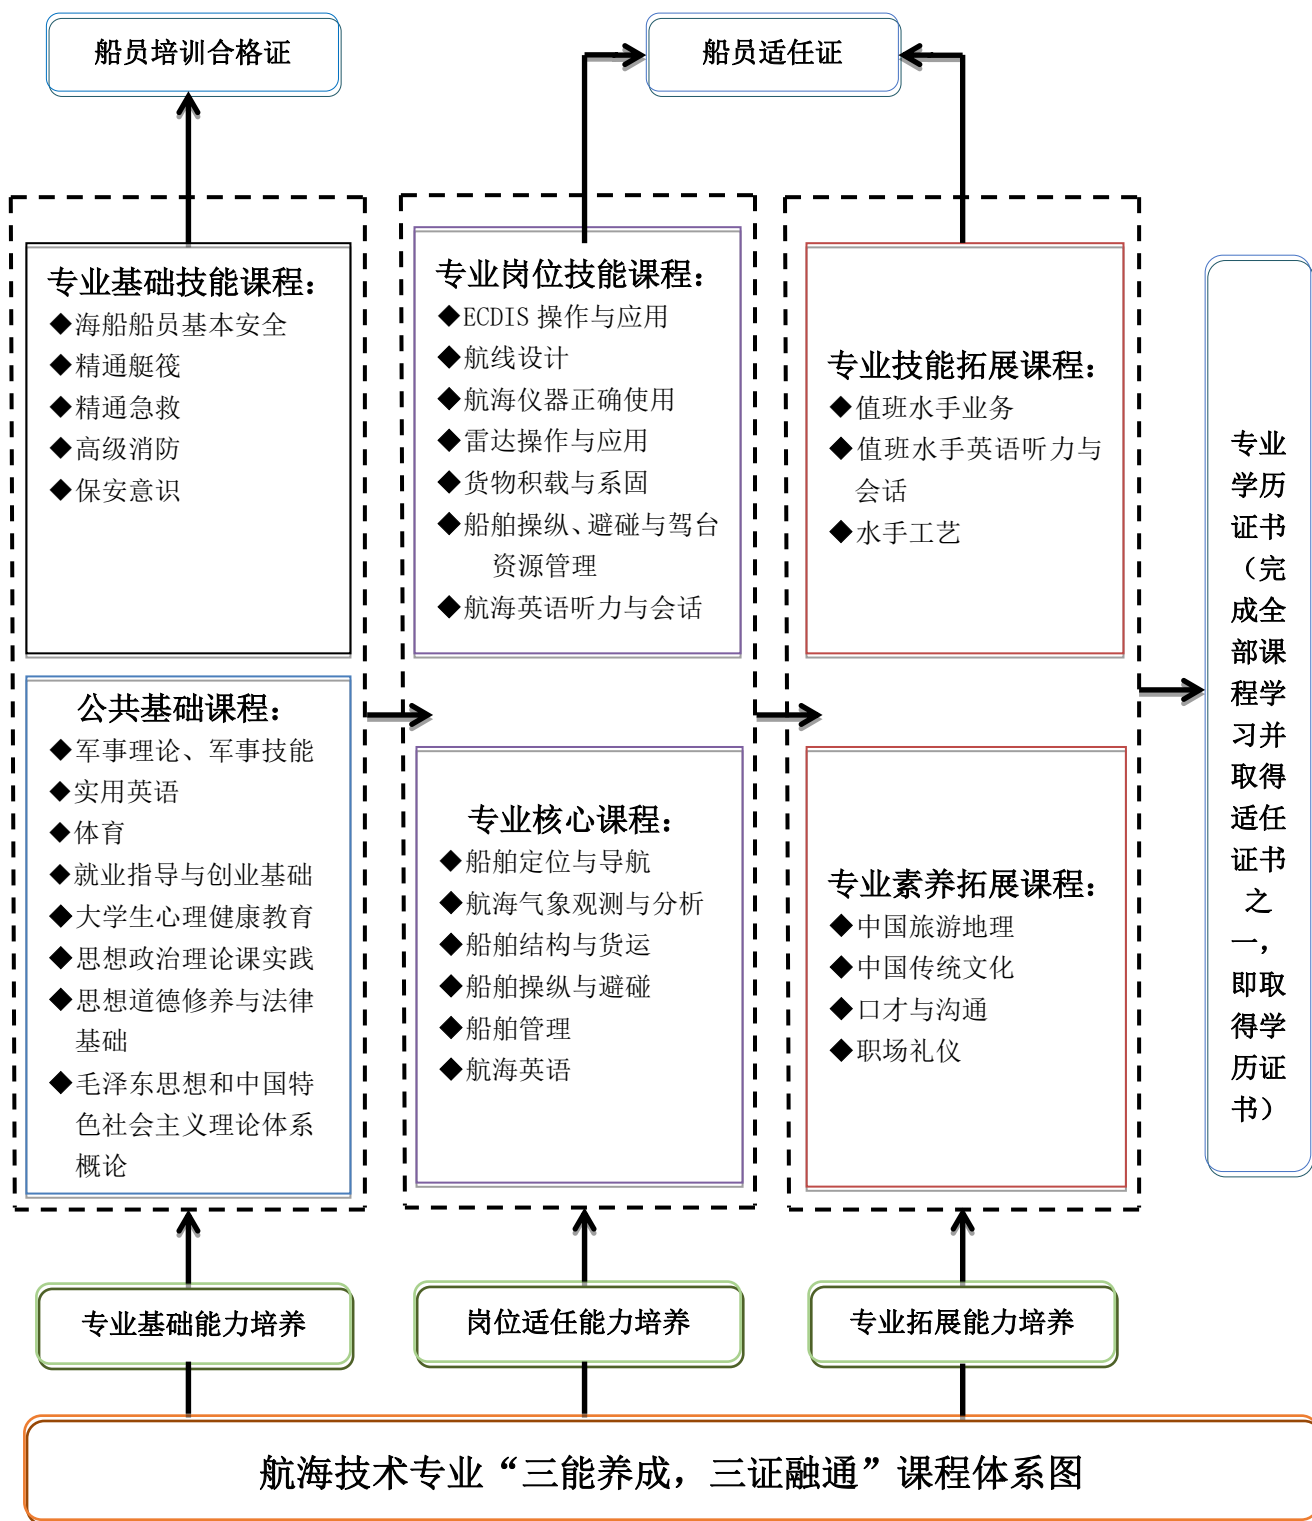 船员培训合格证
船员适任证
专业基础技能课程：
◆海船船员基本安全
◆精通艇筏
◆精通急救
◆高级消防
◆保安意识
公共基础课程：
◆军事理论、军事技能
◆实用英语
◆体育
◆就业指导与创业基础
◆大学生心理健康教育
◆思想政治理论课实践
◆思想道德修养与法律
基础
◆毛泽东思想和中国特
色社会主义理论体系
概论
专业岗位技能课程：
◆ECDIS 操作与应用
◆航线设计
◆航海仪器正确使用
◆雷达操作与应用
◆货物积载与系固
◆船舶操纵、避碰与驾台
资源管理
◆航海英语听力与会话
专业核心课程：
◆船舶定位与导航
◆航海气象观测与分析
◆船舶结构与货运
◆船舶操纵与避碰
◆船舶管理
◆航海英语
专业技能拓展课程：
◆值班水手业务
◆值班水手英语听力与
会话
◆水手工艺
专业素养拓展课程：
◆中国旅游地理
◆中国传统文化
◆口才与沟通
◆职场礼仪
专业
学历
证书
（完
成全
部课
程学
习并
取得
适任
证书
之
一，
即取
得学
历证
书）
专业基础能力培养
岗位适任能力培养
专业拓展能力培养
航海技术专业“三能养成，三证融通”课程体系图